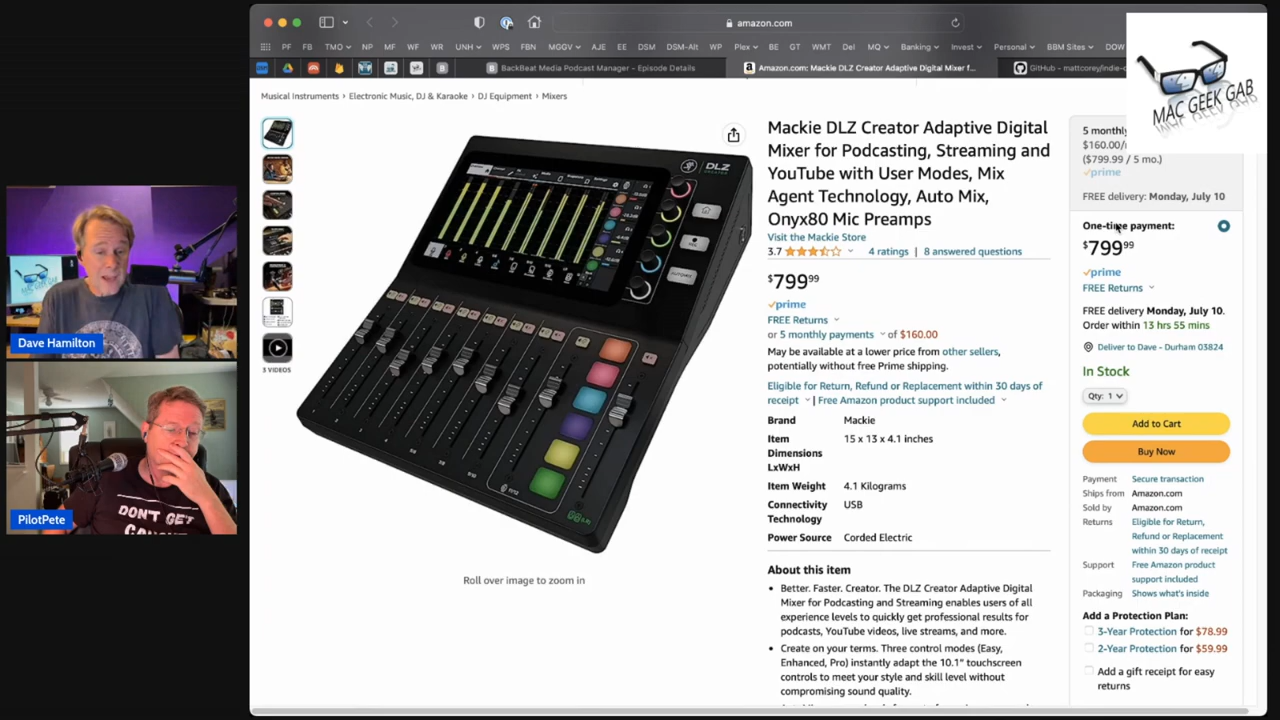 amazon.com
PF
FB
TMO
NP
MF
WF
WR
UNH
WPS
FBN
MGGV
AJE
EE
DSM
DSM-Alt
WP
Plex
BE
GT
WMT
Del
MQ
Banking
Invest
Personal
BBM Sites
DOW
BackBeat Media Podcast Manager – Episode Details
Amazon.com: Mackie DLZ Creator Adaptive Digital Mixer f...
GitHub - mattcorey/indie-
MAC GEEK GAB
Musical Instruments › Electronic Music, DJ & Karaoke › DJ Equipment › Mixers
3 VIDEOS
DLZ
CREATOR
Roll over image to zoom in
Mackie DLZ Creator Adaptive Digital
Mixer for Podcasting, Streaming and
YouTube with User Modes, Mix
Agent Technology, Auto Mix,
Onyx80 Mic Preamps
Visit the Mackie Store
3.7
4 ratings | 8 answered questions
$79999
prime
FREE Returns
or 5 monthly payments of $160.00
May be available at a lower price from other sellers,
potentially without free Prime shipping.
Eligible for Return, Refund or Replacement within 30 days of
receipt | Free Amazon product support included
Brand Mackie
Item Dimensions LxWxH 15 x 13 x 4.1 inches
Item Weight 4.1 Kilograms
Connectivity Technology USB
Power Source Corded Electric
About this item
• Better. Faster. Creator. The DLZ Creator Adaptive Digital
Mixer for Podcasting and Streaming enables users of all
experience levels to quickly get professional results for
podcasts, YouTube videos, live streams, and more.
• Create on your terms. Three control modes (Easy,
Enhanced, Pro) instantly adapt the 10.1" touchscreen
controls to meet your style and skill level without
compromising sound quality.
5 monthly
$160.00/
($799.99 / 5 mo.)
prime
FREE delivery: Monday, July 10
One-time payment:
$79999
prime
FREE Returns
FREE delivery Monday, July 10.
Order within 13 hrs 55 mins
Deliver to Dave - Durham 03824
In Stock
Qty: 1
Add to Cart
Buy Now
Payment Secure transaction
Ships from Amazon.com
Sold by Amazon.com
Returns Eligible for Return,
Refund or Replacement
within 30 days of
receipt
Support Free Amazon product
support included
Packaging Shows what's inside
Add a Protection Plan:
3-Year Protection for $78.99
2-Year Protection for $59.99
Add a gift receipt for easy
returns
Dave Hamilton
DON'T GET
PilotPete